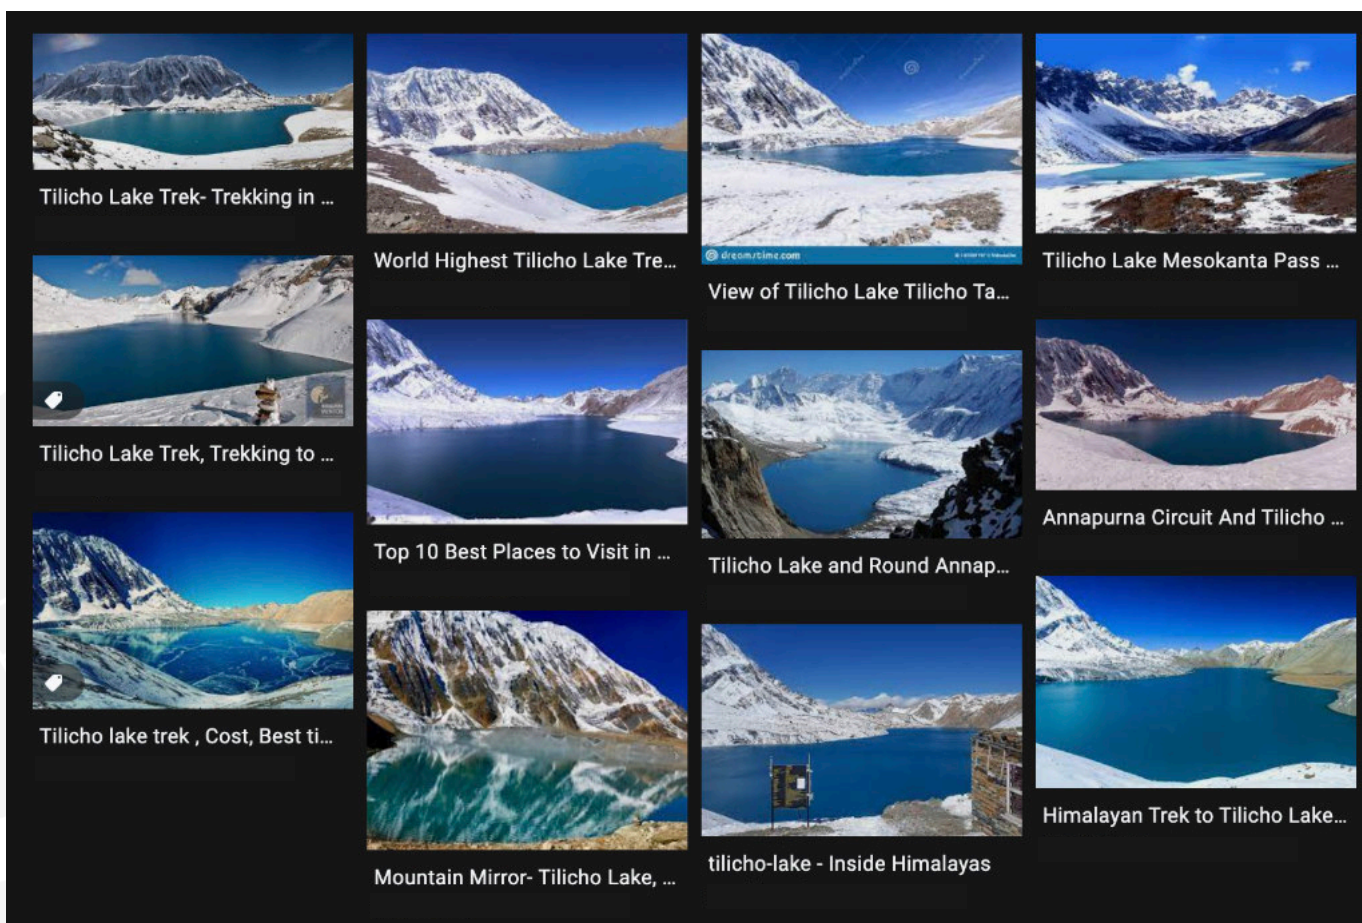 Tilicho Lake Trek- Trekking in ...
World Highest Tilicho Lake Tre...
dreamstime.com
View of Tilicho Lake Tilicho Ta...
Tilicho Lake Mesokanta Pass ...
Tilicho Lake Trek, Trekking to ...
Top 10 Best Places to Visit in ...
Tilicho Lake and Round Annap...
Annapurna Circuit And Tilicho ...
Tilicho lake trek , Cost, Best ti...
Mountain Mirror- Tilicho Lake, ...
tilicho-lake - Inside Himalayas
Himalayan Trek to Tilicho Lake...